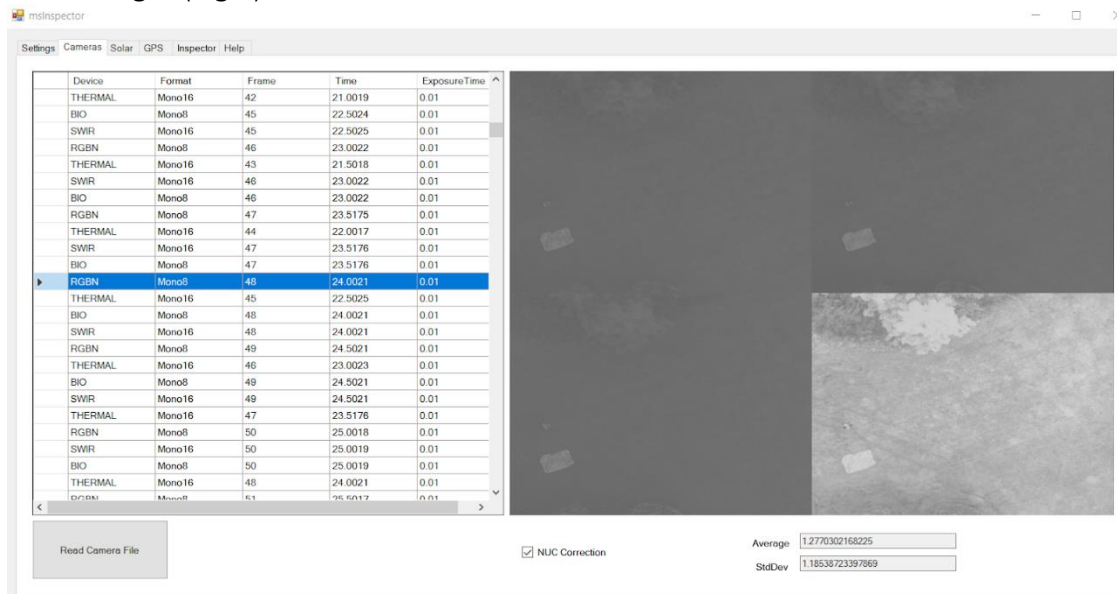 msInspector
Settings Cameras Solar GPS Inspector Help
Device Format Frame Time ExposureTime
THERMAL Mono16 42 21.0019 0.01
BIO Mono8 45 22.5024 0.01
SWIR Mono16 45 22.5025 0.01
RGBN Mono8 46 23.0022 0.01
THERMAL Mono16 43 21.5018 0.01
SWIR Mono16 46 23.0022 0.01
BIO Mono8 46 23.0022 0.01
RGBN Mono8 47 23.5175 0.01
THERMAL Mono16 44 22.0017 0.01
SWIR Mono16 47 23.5176 0.01
BIO Mono8 47 23.5176 0.01
RGBN Mono8 48 24.0021 0.01
THERMAL Mono16 45 22.5025 0.01
BIO Mono8 48 24.0021 0.01
SWIR Mono16 48 24.0021 0.01
RGBN Mono8 49 24.5021 0.01
THERMAL Mono16 46 23.0023 0.01
BIO Mono8 49 24.5021 0.01
SWIR Mono16 49 24.5021 0.01
THERMAL Mono16 47 23.5176 0.01
RGBN Mono8 50 25.0018 0.01
SWIR Mono16 50 25.0019 0.01
BIO Mono8 50 25.0019 0.01
THERMAL Mono16 48 24.0021 0.01
RGBN Mono8 51 25.5017 0.01
Read Camera File
NUC Correction
Average 1.2770302168225
StdDev 1.18538723397869